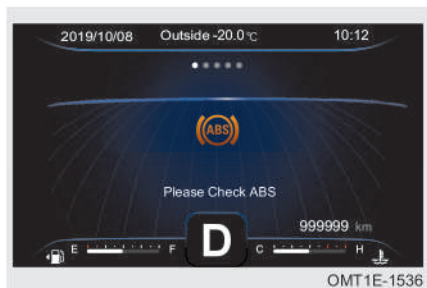 2019/10/08 Outside -20.0 ℃ 10:12
ABS
Please Check ABS
999999 km
E F D C H
OMT1E-1536